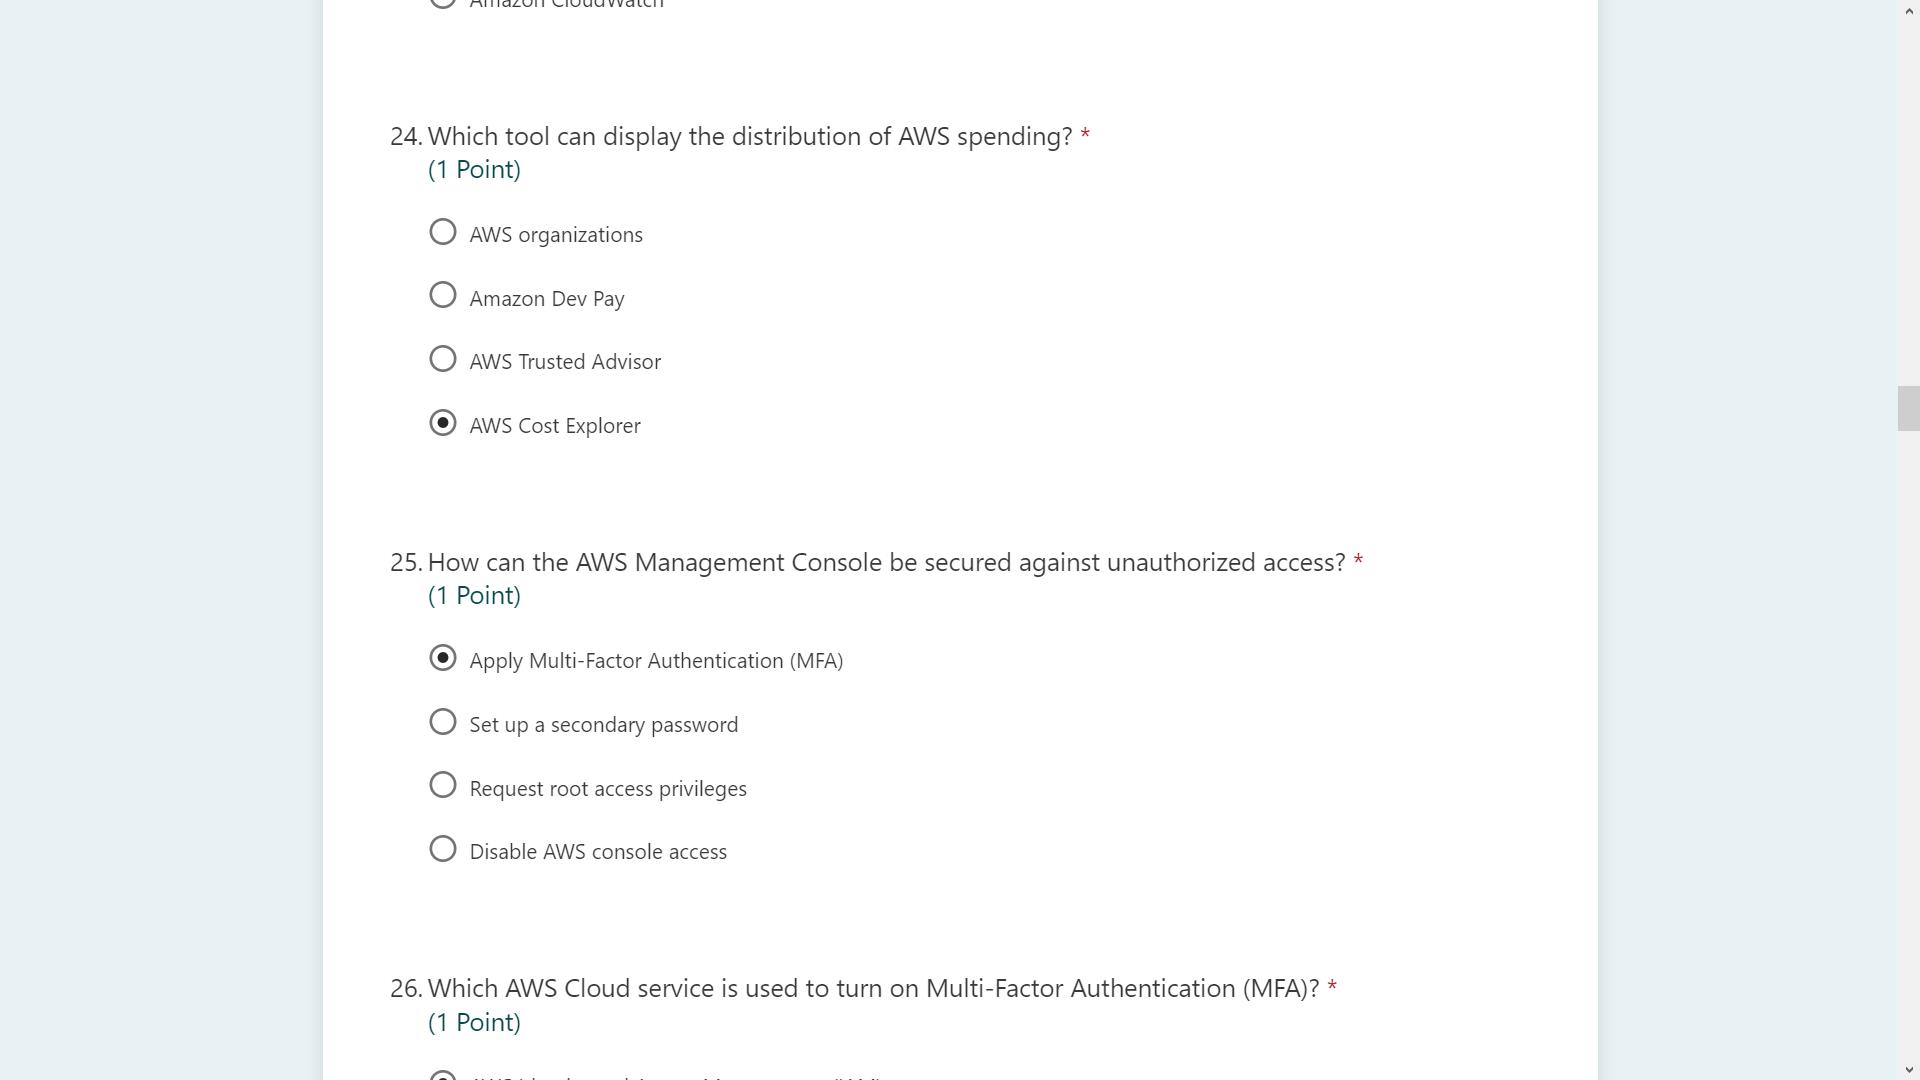 Amazon CloudWatch
24. Which tool can display the distribution of AWS spending? *
(1 Point)
AWS organizations
Amazon Dev Pay
AWS Trusted Advisor
AWS Cost Explorer
25. How can the AWS Management Console be secured against unauthorized access? *
(1 Point)
Apply Multi-Factor Authentication (MFA)
Set up a secondary password
Request root access privileges
Disable AWS console access
26. Which AWS Cloud service is used to turn on Multi-Factor Authentication (MFA)? *
(1 Point)